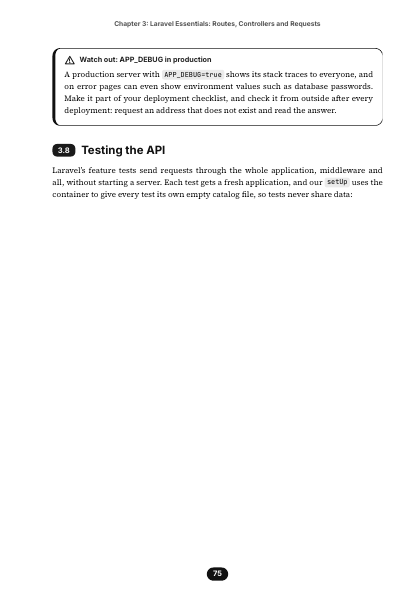 Chapter 3: Laravel Essentials: Routes, Controllers and Requests
Watch out: APP_DEBUG in production
A production server with APP_DEBUG=true shows its stack traces to everyone, and
on error pages can even show environment values such as database passwords.
Make it part of your deployment checklist, and check it from outside after every
deployment: request an address that does not exist and read the answer.
3.8 Testing the API
Laravel's feature tests send requests through the whole application, middleware and
all, without starting a server. Each test gets a fresh application, and our setUp uses the
container to give every test its own empty catalog file, so tests never share data:
75